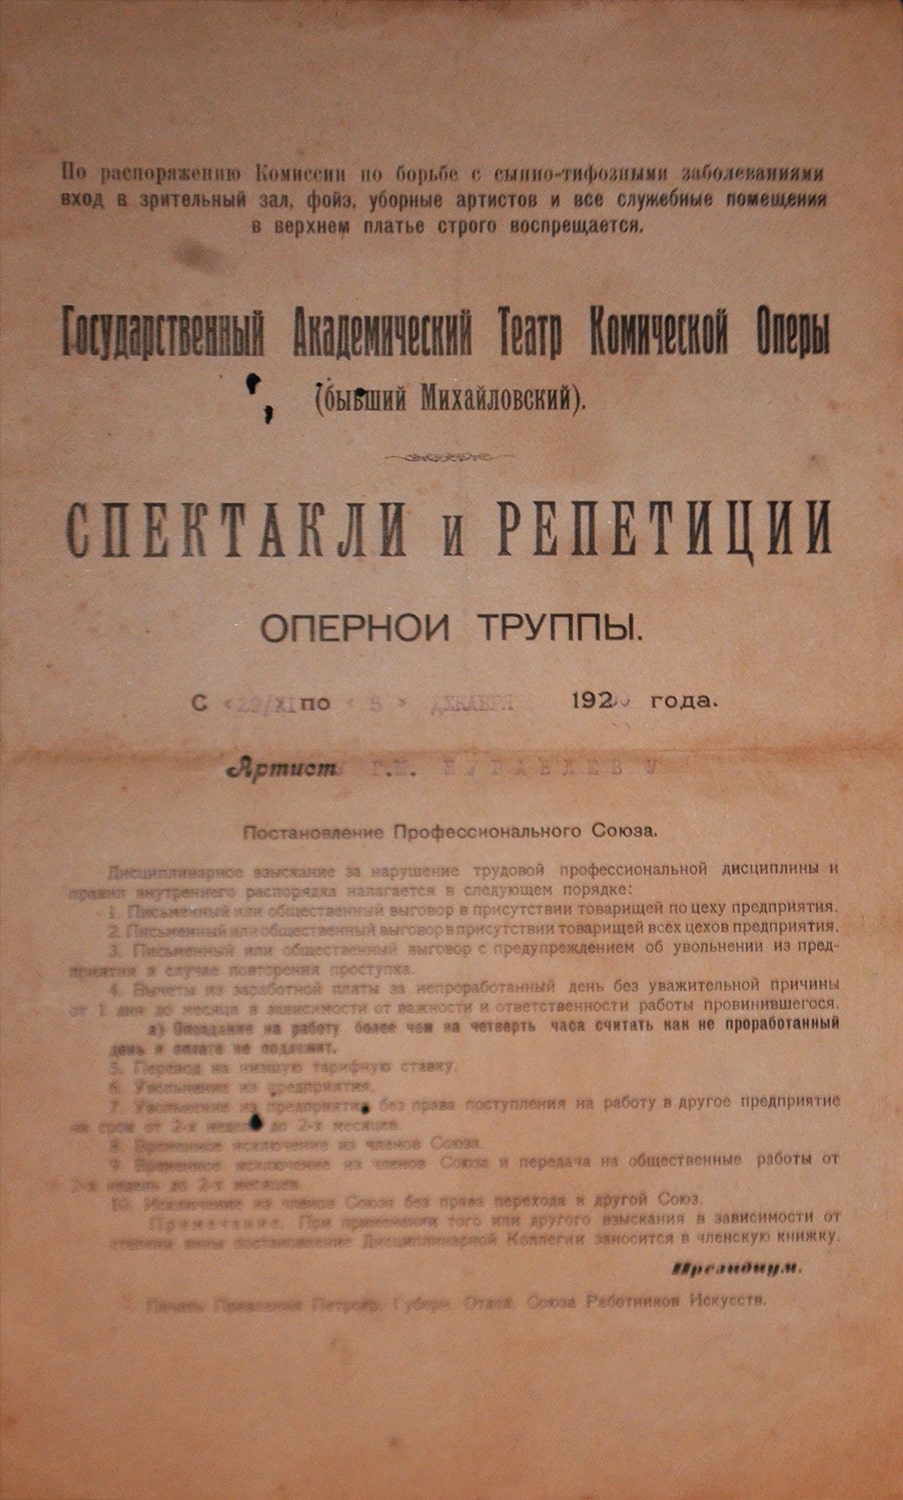 По распоряжению Комиссии по борьбе с сыпно-тифозными заболеваниями
вход в зрительный зал, фойэ, уборные артистов и все служебные помещения
в верхнем платье строго воспрещается.
Государственный Академический Театр Комической Оперы
(бывший Михайловский).
СПЕКТАКЛИ и РЕПЕТИЦИИ
ОПЕРНОЙ ТРУППЫ.
С « 29/XI по « 5 » ДЕКАБРЯ 192 года.
Артист
Постановление Профессионального Союза.
Дисциплинарное взыскание за нарушение трудовой профессиональной дисциплины и
правил внутреннего распорядка налагается в следующем порядке:
1. Письменный или общественный выговор в присутствии товарищей по цеху предприятия.
2. Письменный или общественный выговор в присутствии товарищей всех цехов предприятия.
3. Письменный или общественный выговор с предупреждением об увольнении из пред-
приятия в случае повторения проступка.
4. Вычеты из заработной платы за непроработанный день без уважительной причины
от 1 дня до месяца в зависимости от важности и ответственности работы провинившегося.
а) Опоздание на работу более чем на четверть часа считать как не проработанный
день и оплате не подлежит.
5. Перевод на низшую тарифную ставку.
6. Увольнение из предприятия.
7. Увольнение из предприятия без права поступления на работу в другое предприятие
на срок от 2-х недель до 2-х месяцев.
8. Временное исключение из членов Союза.
9. Временное исключение из членов Союза и передача на общественные работы от
2-х недель до 2-х месяцев.
10. Исключение из членов Союза без права перехода в другой Союз.
Примечание. При применении того или другого взыскания в зависимости от
степени вины постановление Дисциплинарной Коллегии заносится в членскую книжку.
Президиум.
Печать Правления Петрогр. Губерн. Отдел. Союза Работников Искусств.